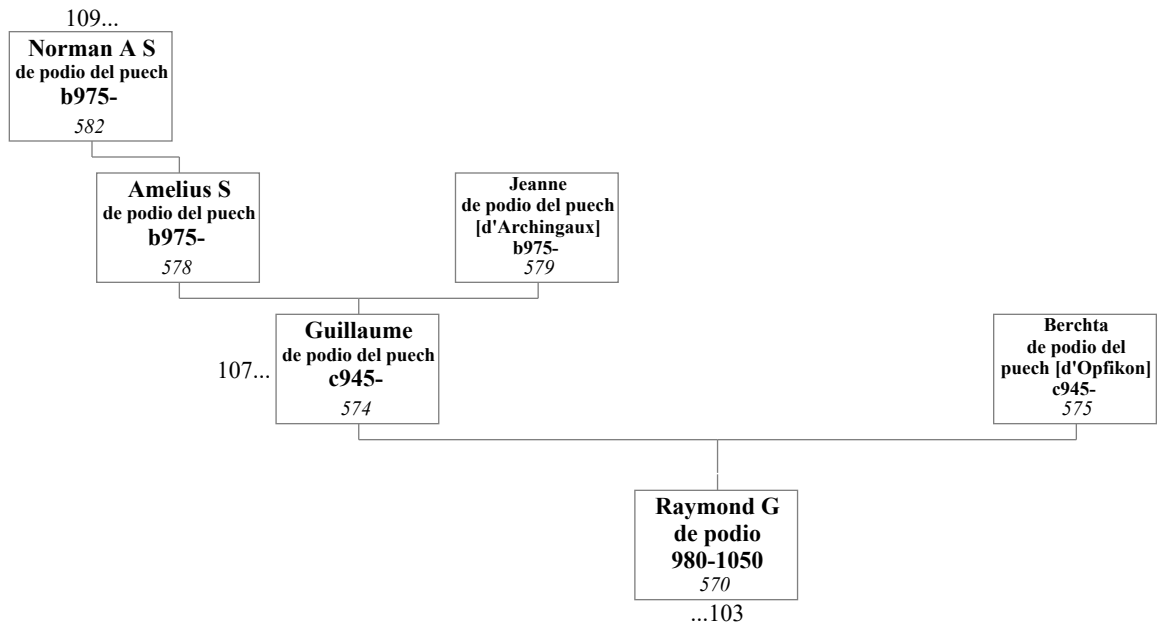 109...
Norman A S
de podio del puech
b975-
582
Amelius S
de podio del puech
b975-
578
Jeanne
de podio del puech
[d'Archingaux]
b975-
579
107...
Guillaume
de podio del puech
c945-
574
Berchta
de podio del
puech [d'Opfikon]
c945-
575
Raymond G
de podio
980-1050
570
...103